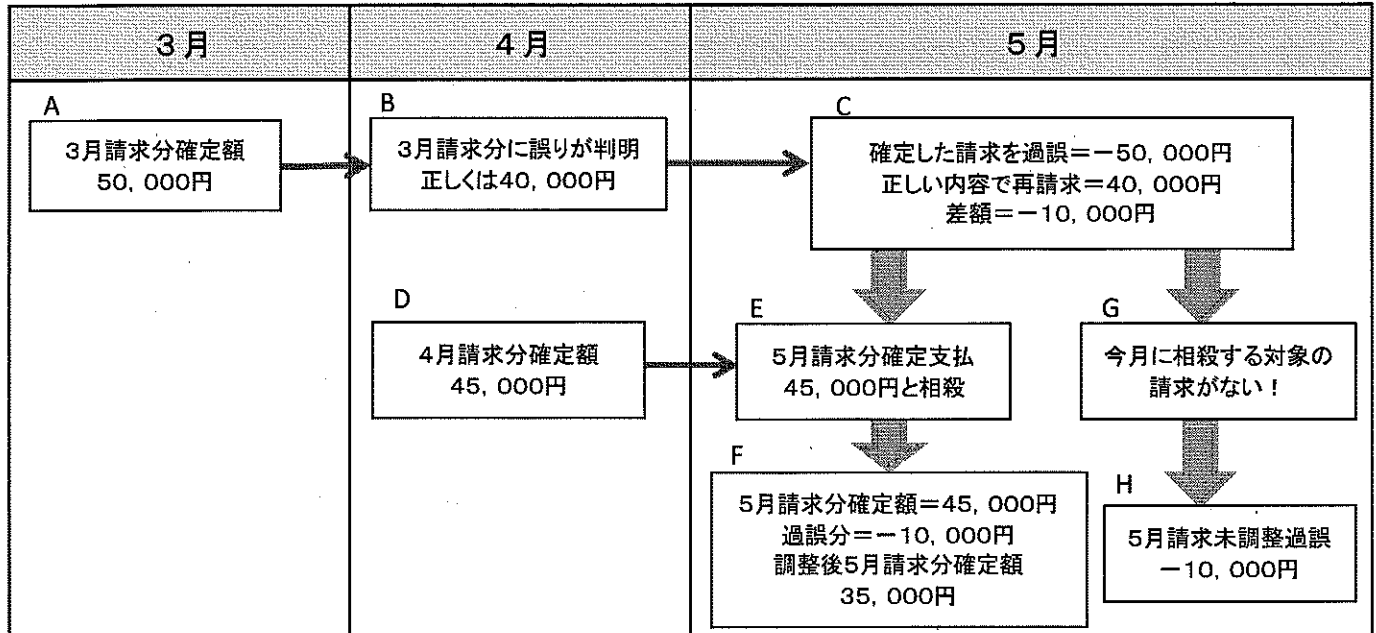 3月
4月
5月
A
3月請求分確定額
50,000円
B
3月請求分に誤りが判明
正しくは40,000円
C
確定した請求を過誤=-50,000円
正しい内容で再請求=40,000円
差額=-10,000円
D
4月請求分確定額
45,000円
E
5月請求分確定支払
45,000円と相殺
G
今月に相殺する対象の
請求がない!
F
5月請求分確定額=45,000円
過誤分=-10,000円
調整後5月請求分確定額
35,000円
H
5月請求未調整過誤
-10,000円